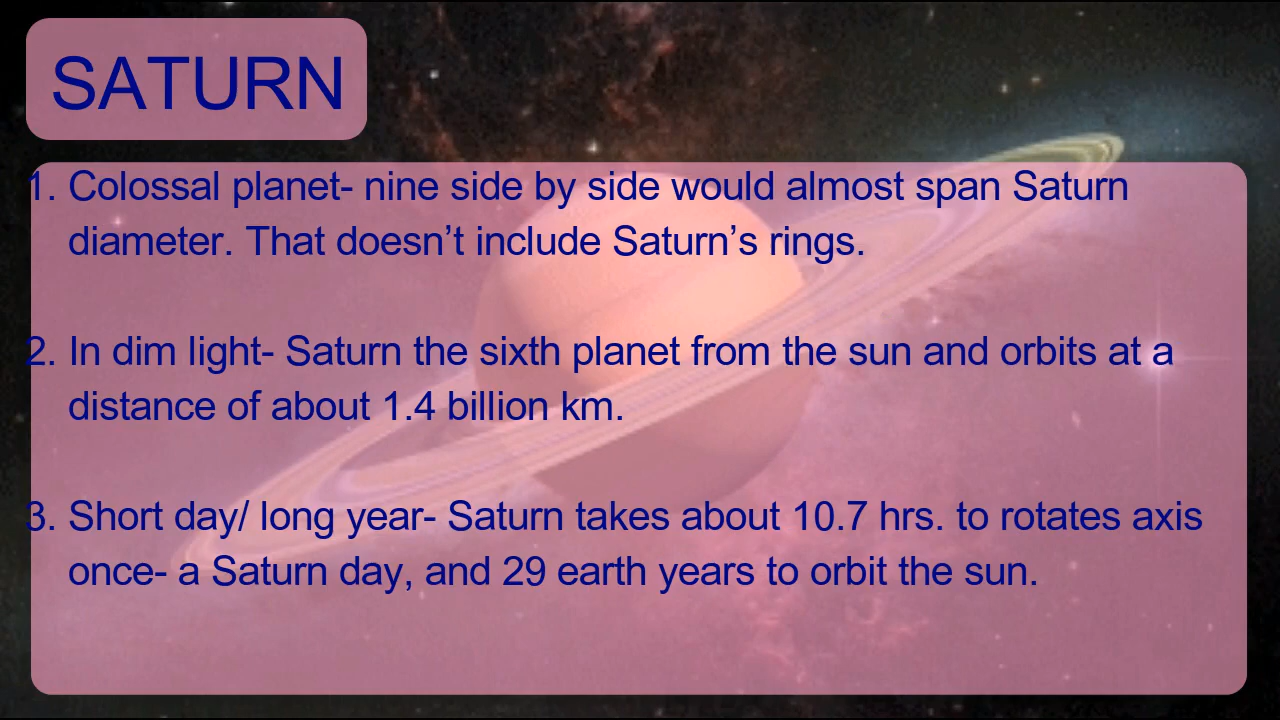 SATURN
1. Colossal planet- nine side by side would almost span Saturn
diameter. That doesn’t include Saturn’s rings.
2. In dim light- Saturn the sixth planet from the sun and orbits at a
distance of about 1.4 billion km.
3. Short day/ long year- Saturn takes about 10.7 hrs. to rotates axis
once- a Saturn day, and 29 earth years to orbit the sun.